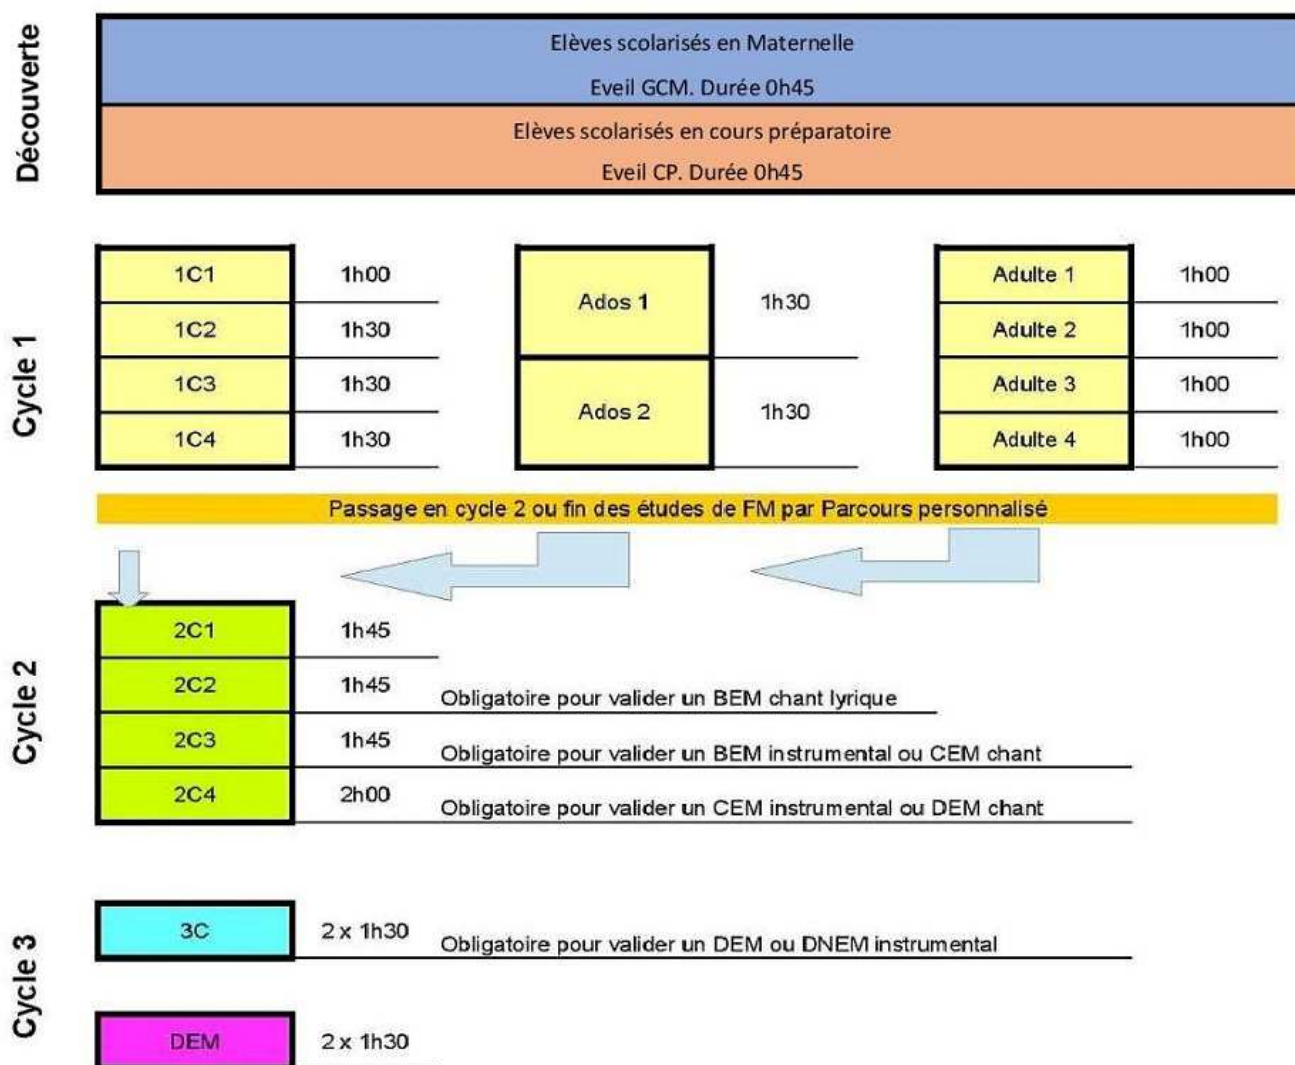 Découverte
Elèves scolarisés en Maternelle
Eveil GCM. Durée 0h45
Elèves scolarisés en cours préparatoire
Eveil CP. Durée 0h45
Cycle 1
1C1 1h00
1C2 1h30
1C3 1h30
1C4 1h30
Ados 1 1h30
Ados 2 1h30
Adulte 1 1h00
Adulte 2 1h00
Adulte 3 1h00
Adulte 4 1h00
Passage en cycle 2 ou fin des études de FM par Parcours personnalisé
Cycle 2
2C1 1h45
2C2 1h45 Obligatoire pour valider un BEM chant lyrique
2C3 1h45 Obligatoire pour valider un BEM instrumental ou CEM chant
2C4 2h00 Obligatoire pour valider un CEM instrumental ou DEM chant
Cycle 3
3C 2 x 1h30 Obligatoire pour valider un DEM ou DNEM instrumental
DEM 2 x 1h30